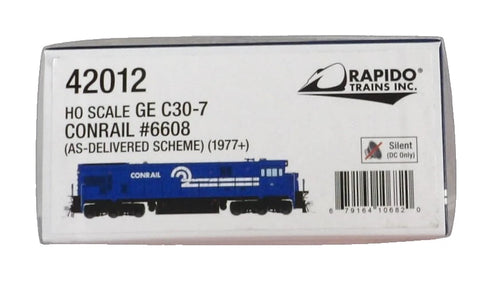 42012
HO SCALE GE C30-7
CONRAIL #6608
(AS-DELIVERED SCHEME) (1977+)
RAPIDO
TRAINS INC.
Silent
(DC Only)
CONRAIL
6 79164 10682 0